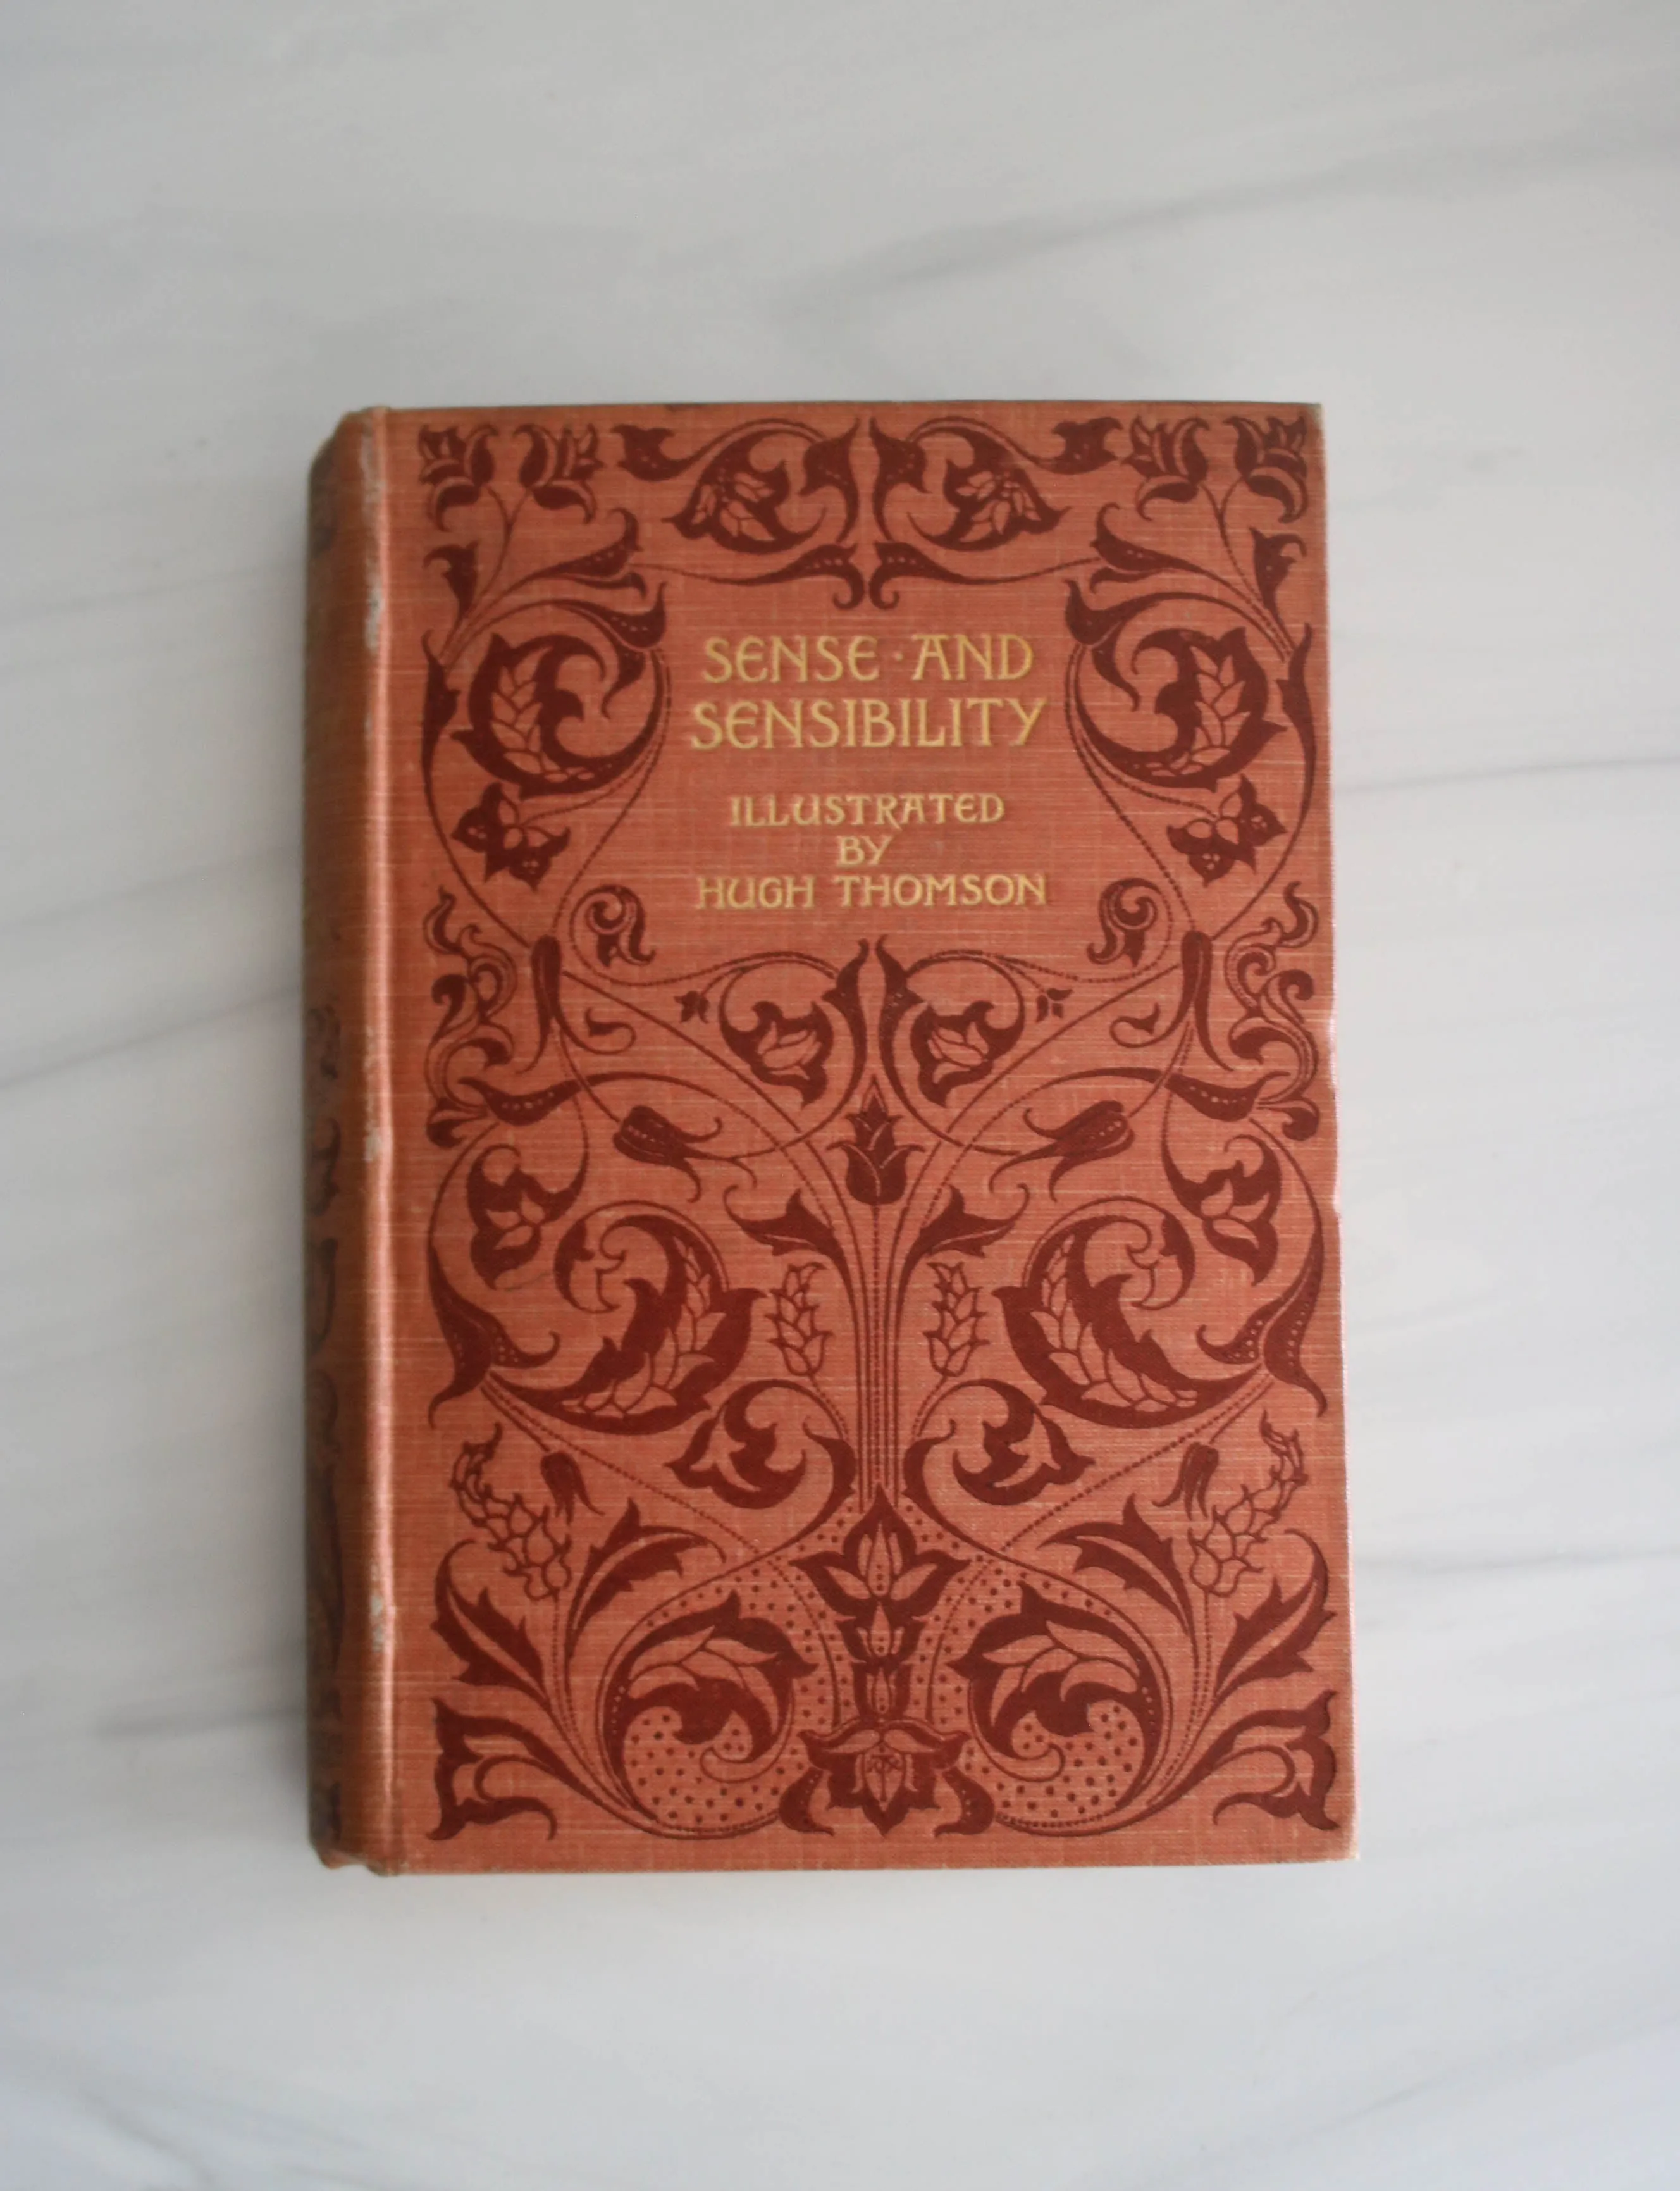 SENSE · AND
SENSIBILITY
ILLUSTRATED
BY
HUGH THOMSON